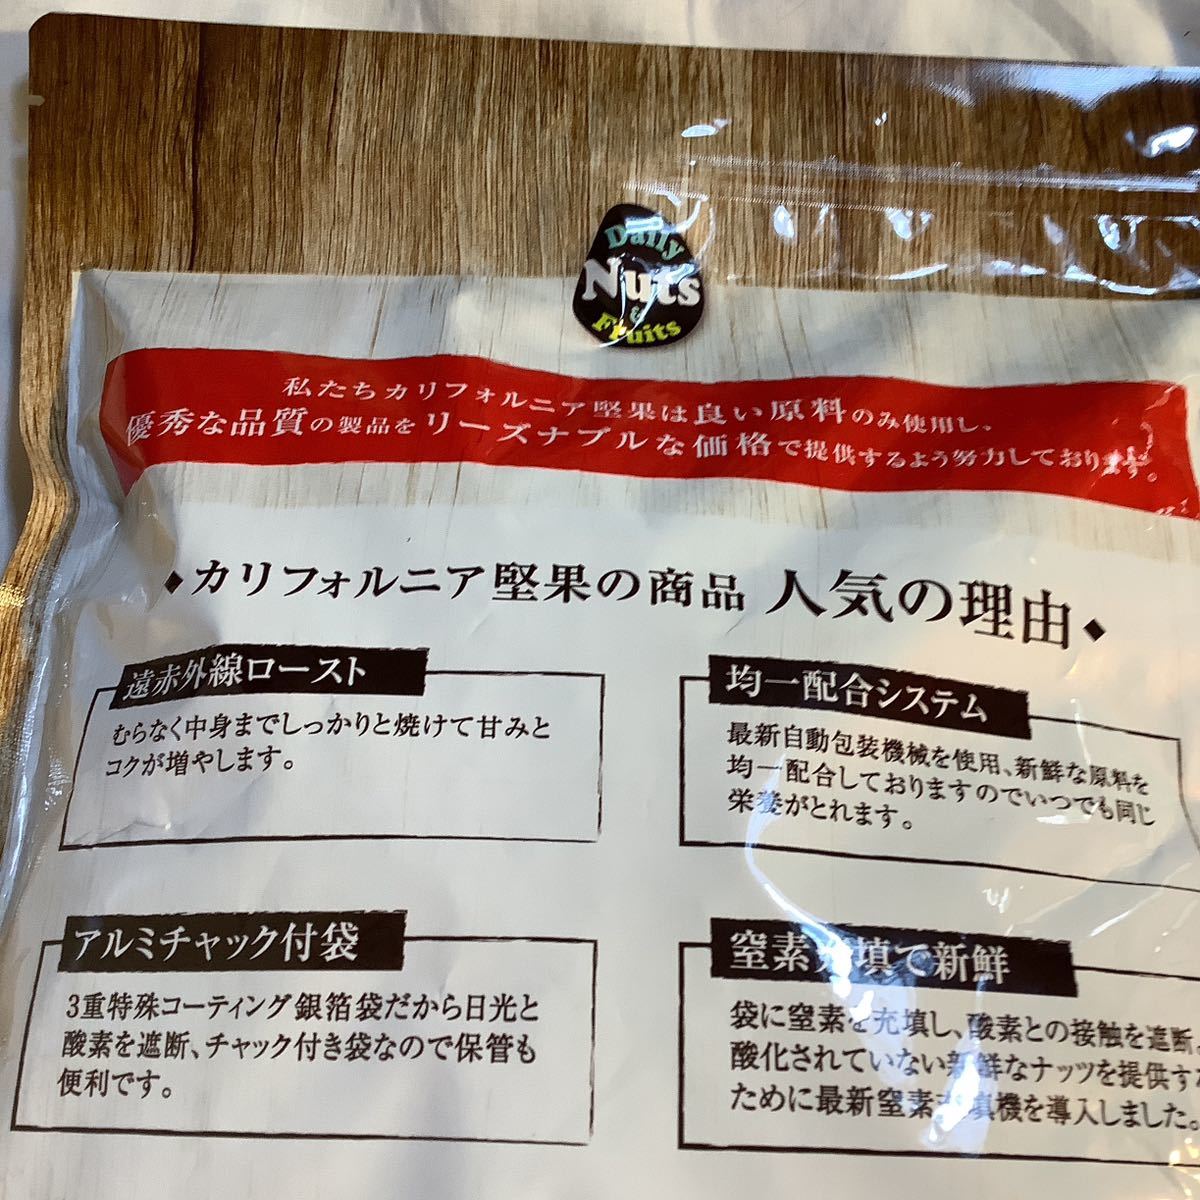 Daily
Nuts
&
Fruits
私たちカリフォルニア堅果は良い原料のみ使用し、
優秀な品質の製品をリーズナブルな価格で提供するよう努力しております。
◆カリフォルニア堅果の商品 人気の理由◆
遠赤外線ロースト
むらなく中身までしっかりと焼けて甘みと
コクが増やします。
均一配合システム
最新自動包装機械を使用、新鮮な原料を
均一配合しておりますのでいつでも同じ
栄養がとれます。
アルミチャック付袋
3重特殊コーティング銀箔袋だから日光と
酸素を遮断、チャック付き袋なので保管も
便利です。
窒素充填で新鮮
袋に窒素を充填し、酸素との接触を遮断、
酸化されていない新鮮なナッツを提供す
ために最新窒素充填機を導入しました。